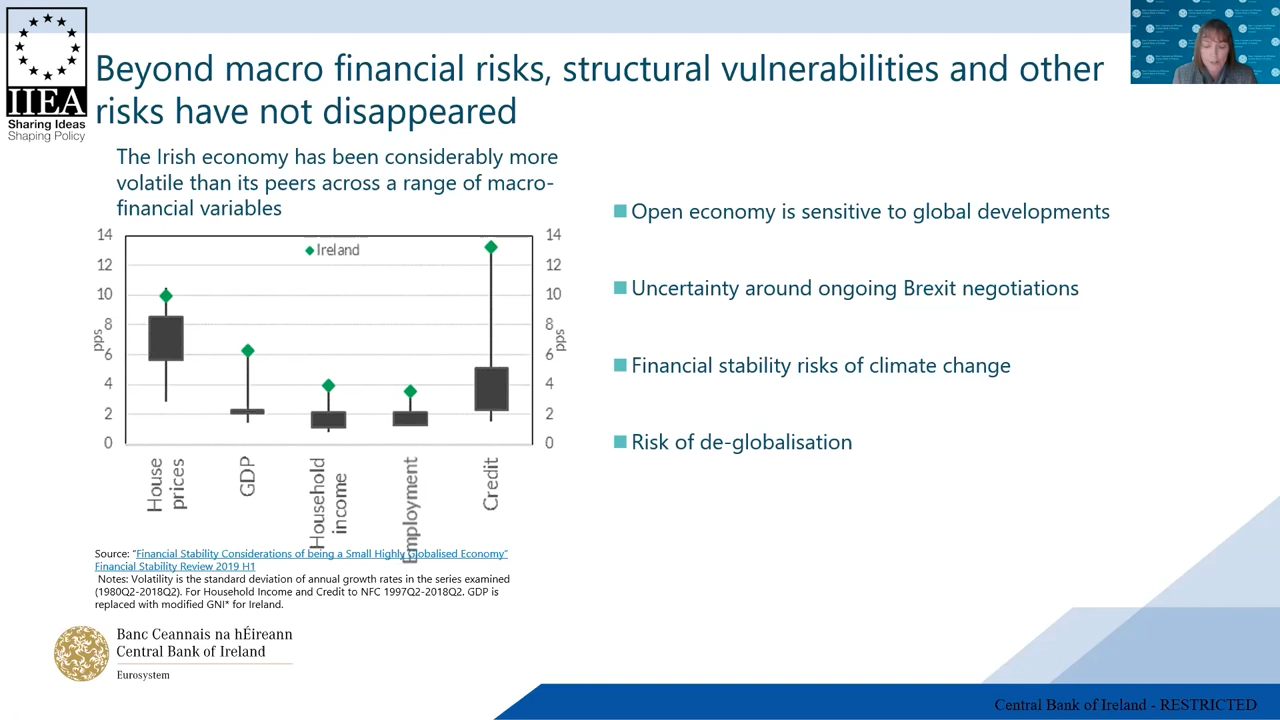 IIEA
Sharing Ideas
Shaping Policy
Beyond macro financial risks, structural vulnerabilities and other
risks have not disappeared
The Irish economy has been considerably more
volatile than its peers across a range of macro-
financial variables
14
12
10
8
6
4
2
0
pps
Ireland
14
12
10
8
6
4
2
0
pps
House
prices
GDP
Household
income
Employment
Credit
Source: "Financial Stability Considerations of being a Small Highly Globalised Economy"
Financial Stability Review 2019 H1
Notes: Volatility is the standard deviation of annual growth rates in the series examined
(1980Q2-2018Q2). For Household Income and Credit to NFC 1997Q2-2018Q2. GDP is
replaced with modified GNI* for Ireland.
Open economy is sensitive to global developments
Uncertainty around ongoing Brexit negotiations
Financial stability risks of climate change
Risk of de-globalisation
Banc Ceannais na hÉireann
Central Bank of Ireland
Eurosystem
Central Bank of Ireland - RESTRICTED